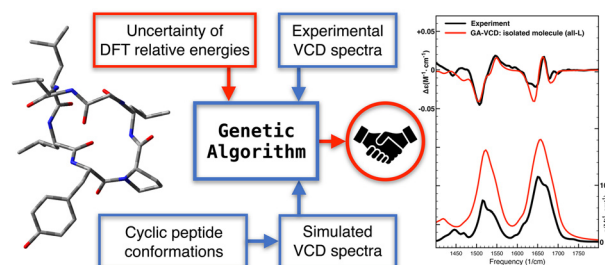 Uncertainty of
DFT relative energies
Experimental
VCD spectra
Genetic
Algorithm
Cyclic peptide
conformations
Simulated
VCD spectra
Experiment
GA-VCD: isolated molecule (all-L)
+0.05
0
-0.05
Δε(M⁻¹ · cm⁻¹)
10
0
1450 1500 1550 1600 1650 1700 1750
Frequency (1/cm)